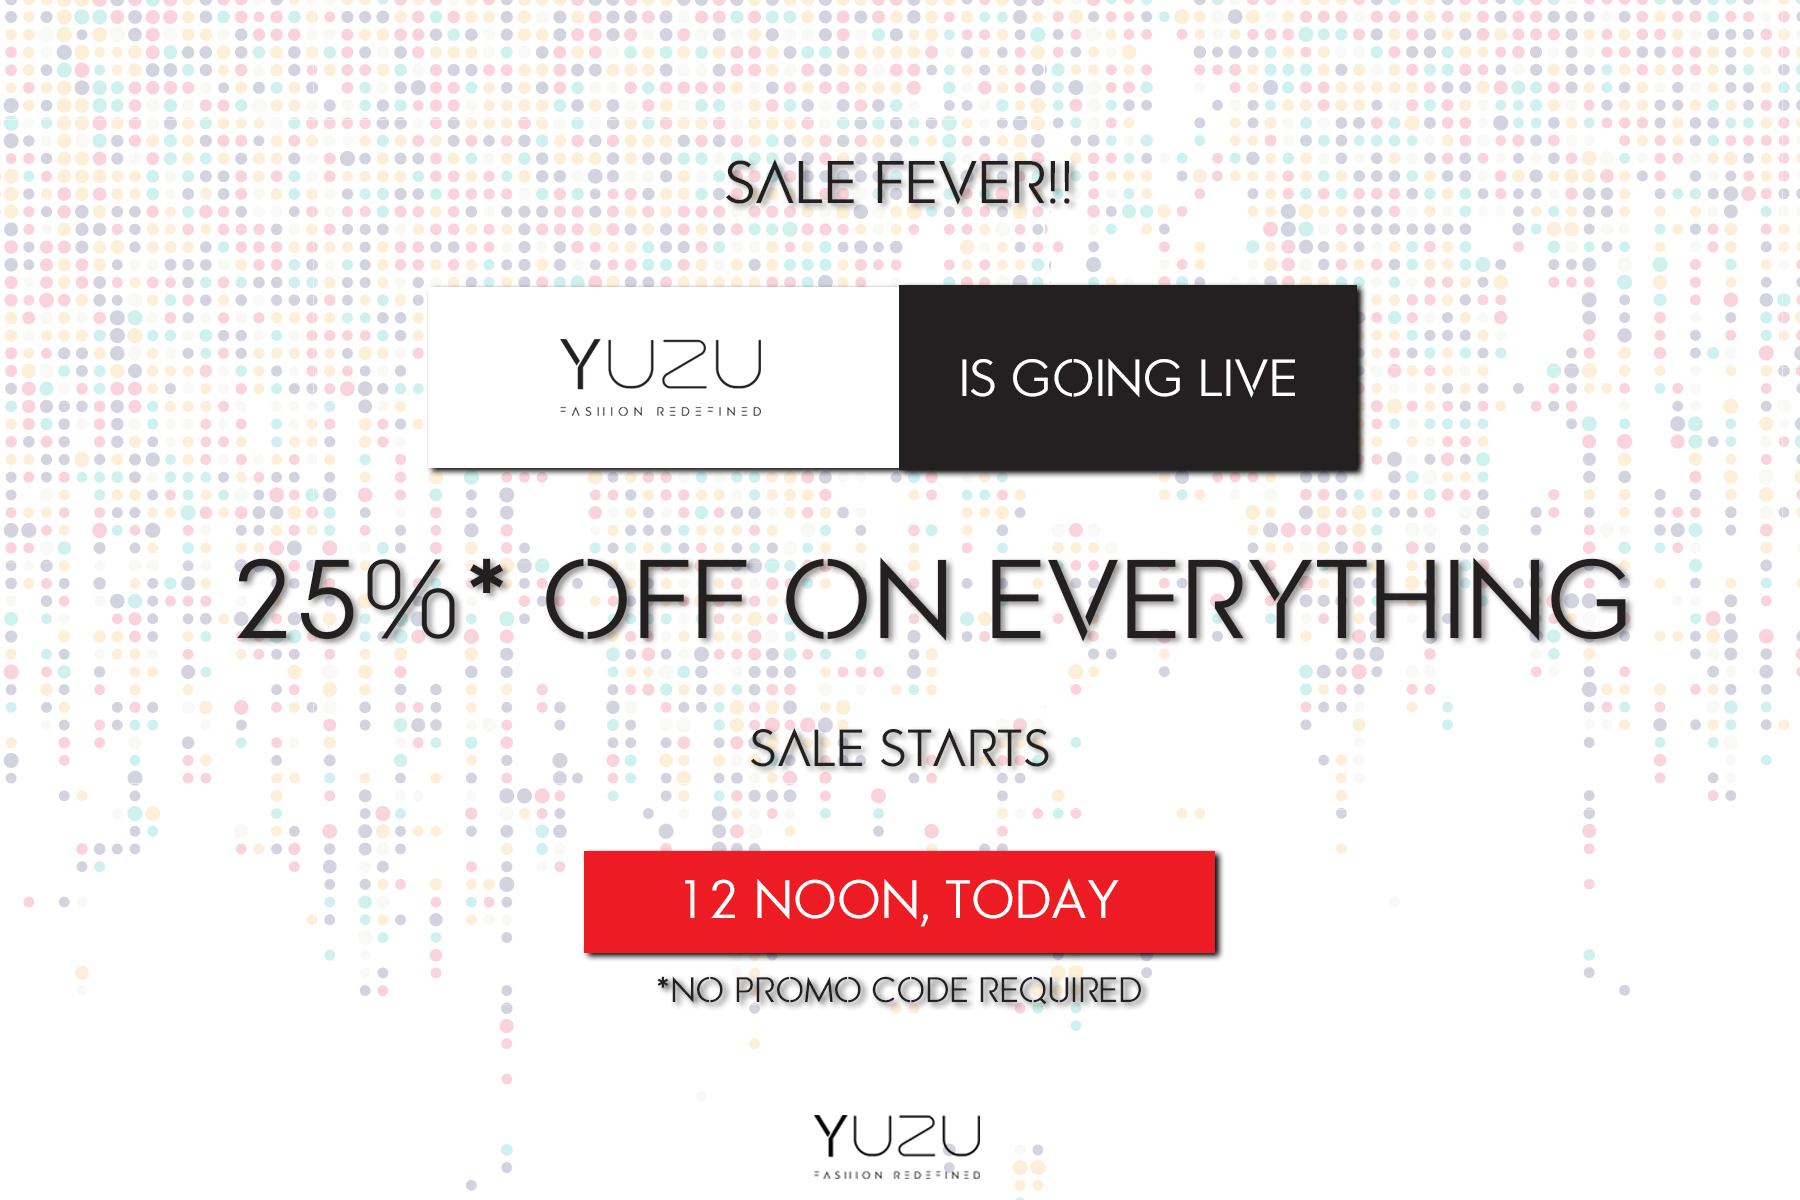 SALE FEVER!!
YUZU
FASHION REDEFINED
IS GOING LIVE
25%* OFF ON EVERYTHING
SALE STARTS
12 NOON, TODAY
*NO PROMO CODE REQUIRED
YUZU
FASHION REDEFINED